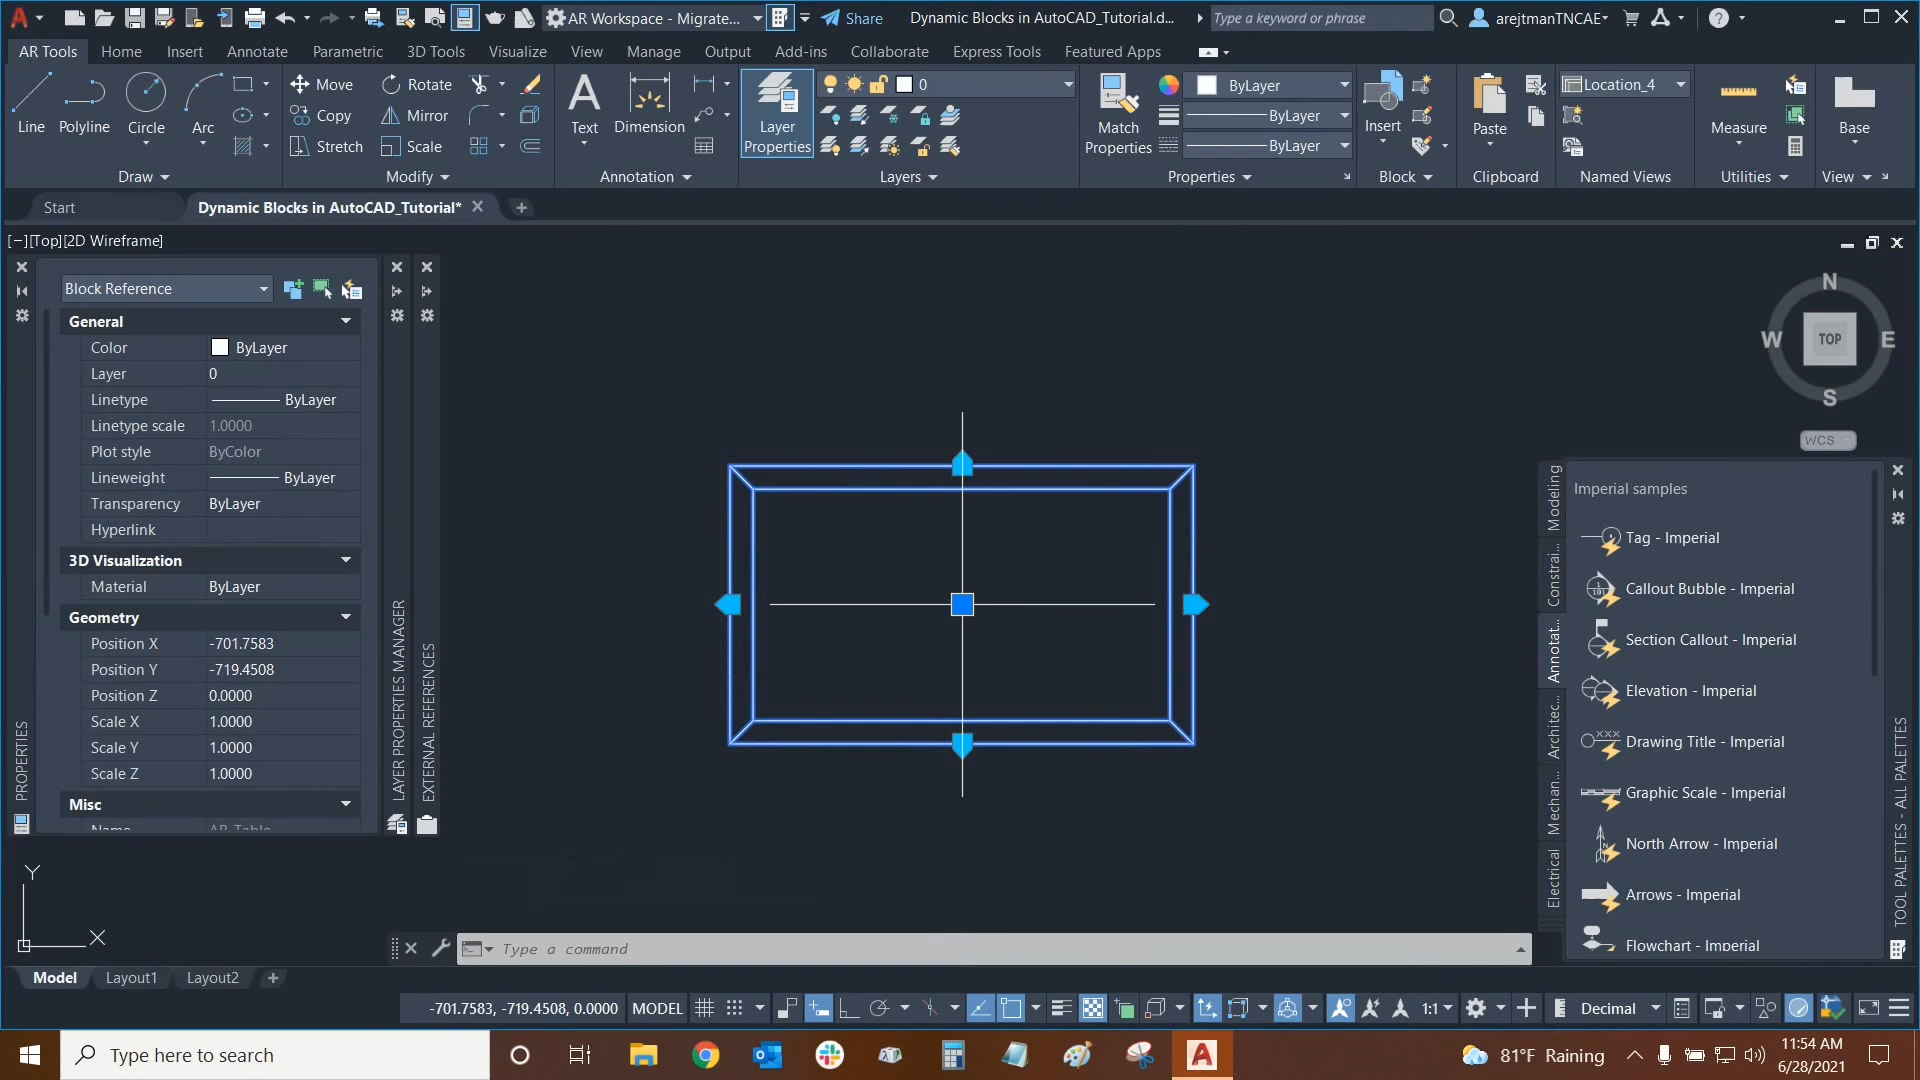 AR Workspace - Migrate...
Share
Dynamic Blocks in AutoCAD_Tutorial.d...
Type a keyword or phrase
arejtmanTNCAE
AR Tools
Home
Insert
Annotate
Parametric
3D Tools
Visualize
View
Manage
Output
Add-ins
Collaborate
Express Tools
Featured Apps
Line
Polyline
Circle
Arc
Draw
Move
Rotate
Copy
Mirror
Stretch
Scale
Modify
Text
Dimension
Annotation
Layer
Properties
0
Layers
Match
Properties
ByLayer
ByLayer
ByLayer
Properties
Insert
Block
Paste
Clipboard
Location_4
Named Views
Measure
Utilities
Base
View
Start
Dynamic Blocks in AutoCAD_Tutorial*
[−][Top][2D Wireframe]
Block Reference
General
Color ByLayer
Layer 0
Linetype ByLayer
Linetype scale 1.0000
Plot style ByColor
Lineweight ByLayer
Transparency ByLayer
Hyperlink
3D Visualization
Material ByLayer
Geometry
Position X -701.7583
Position Y -719.4508
Position Z 0.0000
Scale X 1.0000
Scale Y 1.0000
Scale Z 1.0000
Misc
Name AR_Table
PROPERTIES
LAYER PROPERTIES MANAGER
EXTERNAL REFERENCES
N
W
TOP
E
S
WCS
Modeling
Constrai...
Annotat...
Architec...
Mechan...
Electrical
Imperial samples
Tag - Imperial
Callout Bubble - Imperial
Section Callout - Imperial
Elevation - Imperial
XXX
Drawing Title - Imperial
Graphic Scale - Imperial
North Arrow - Imperial
Arrows - Imperial
Flowchart - Imperial
TOOL PALETTES - ALL PALETTES
Y
X
Type a command
Model
Layout1
Layout2
-701.7583, -719.4508, 0.0000
MODEL
1:1
Decimal
Type here to search
81°F Raining
11:54 AM
6/28/2021